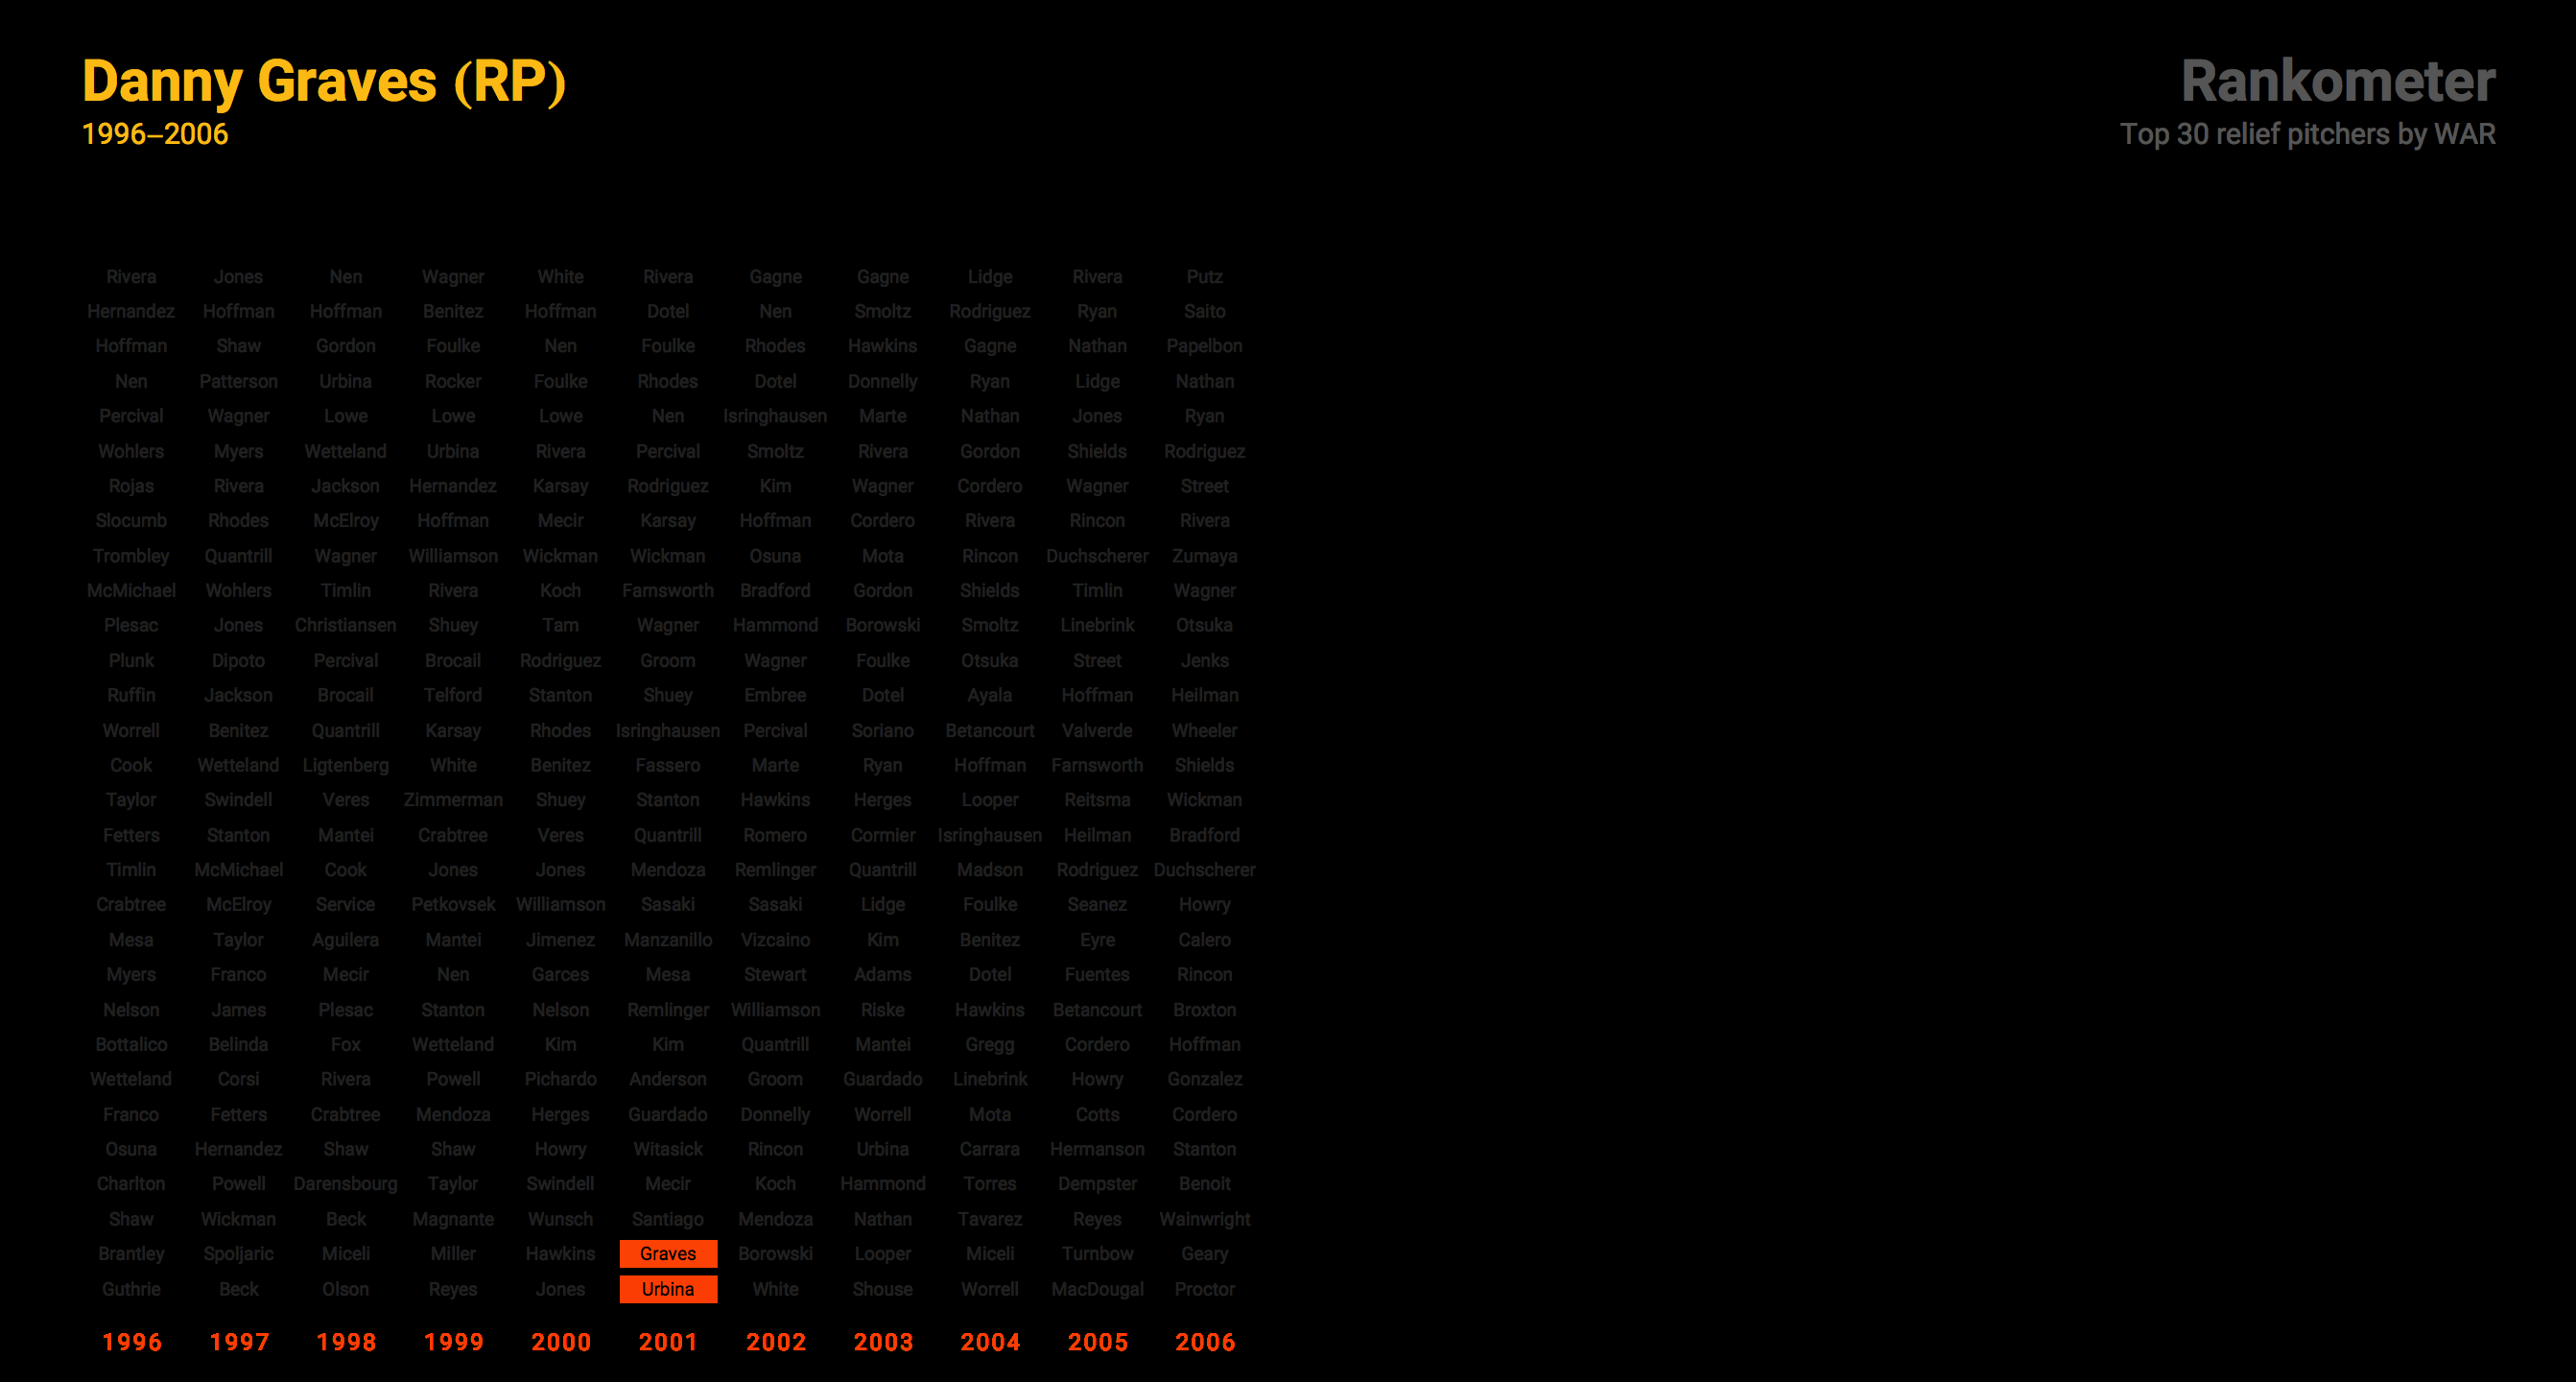 Danny Graves (RP)
1996–2006
Rankometer
Top 30 relief pitchers by WAR
Rivera Jones Nen Wagner White Rivera Gagne Gagne Lidge Rivera Putz
Hernandez Hoffman Hoffman Benitez Hoffman Dotel Nen Smoltz Rodriguez Ryan Saito
Hoffman Shaw Gordon Foulke Nen Foulke Rhodes Hawkins Gagne Nathan Papelbon
Nen Patterson Urbina Rocker Foulke Rhodes Dotel Donnelly Ryan Lidge Nathan
Percival Wagner Lowe Lowe Lowe Nen Isringhausen Marte Nathan Jones Ryan
Wohlers Myers Wetteland Urbina Rivera Percival Smoltz Rivera Gordon Shields Rodriguez
Rojas Rivera Jackson Hernandez Karsay Rodriguez Kim Wagner Cordero Wagner Street
Slocumb Rhodes McElroy Hoffman Mecir Karsay Hoffman Cordero Rivera Rincon Rivera
Trombley Quantrill Wagner Williamson Wickman Wickman Osuna Mota Rincon Duchscherer Zumaya
McMichael Wohlers Timlin Rivera Koch Farnsworth Bradford Gordon Shields Timlin Wagner
Plesac Jones Christiansen Shuey Tam Wagner Hammond Borowski Smoltz Linebrink Otsuka
Plunk Dipoto Percival Brocail Rodriguez Groom Wagner Foulke Otsuka Street Jenks
Ruffin Jackson Brocail Telford Stanton Shuey Embree Dotel Ayala Hoffman Heilman
Worrell Benitez Quantrill Karsay Rhodes Isringhausen Percival Soriano Betancourt Valverde Wheeler
Cook Wetteland Ligtenberg White Benitez Fassero Marte Ryan Hoffman Farnsworth Shields
Taylor Swindell Veres Zimmerman Shuey Stanton Hawkins Herges Looper Reitsma Wickman
Fetters Stanton Mantei Crabtree Veres Quantrill Romero Cormier Isringhausen Heilman Bradford
Timlin McMichael Cook Jones Jones Mendoza Remlinger Quantrill Madson Rodriguez Duchscherer
Crabtree McElroy Service Petkovsek Williamson Sasaki Sasaki Lidge Foulke Seanez Howry
Mesa Taylor Aguilera Mantei Jimenez Manzanillo Vizcaino Kim Benitez Eyre Calero
Myers Franco Mecir Nen Garces Mesa Stewart Adams Dotel Fuentes Rincon
Nelson James Plesac Stanton Nelson Remlinger Williamson Riske Hawkins Betancourt Broxton
Bottalico Belinda Fox Wetteland Kim Kim Quantrill Mantei Gregg Cordero Hoffman
Wetteland Corsi Rivera Powell Pichardo Anderson Groom Guardado Linebrink Howry Gonzalez
Franco Fetters Crabtree Mendoza Herges Guardado Donnelly Worrell Mota Cotts Cordero
Osuna Hernandez Shaw Shaw Howry Witasick Rincon Urbina Carrara Hermanson Stanton
Charlton Powell Darensbourg Taylor Swindell Mecir Koch Hammond Torres Dempster Benoit
Shaw Wickman Beck Magnante Wunsch Santiago Mendoza Nathan Tavarez Reyes Wainwright
Brantley Spoljaric Miceli Miller Hawkins Graves Borowski Looper Miceli Turnbow Geary
Guthrie Beck Olson Reyes Jones Urbina White Shouse Worrell MacDougal Proctor
1996 1997 1998 1999 2000 2001 2002 2003 2004 2005 2006